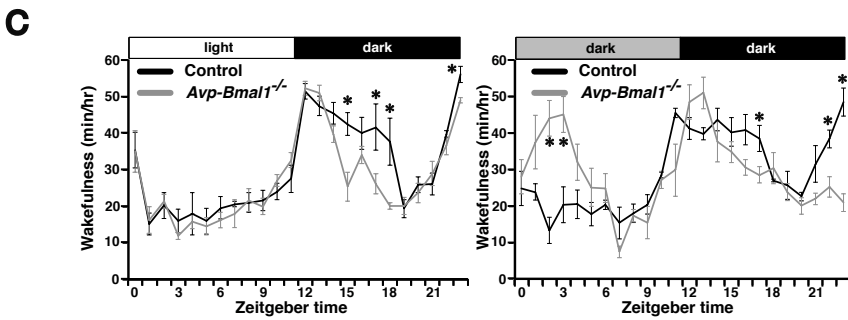 C
light dark
Control
Avp-Bmal1-/-
Wakefulness (min/hr)
60
50
40
30
20
10
0
* * * *
0 3 6 9 12 15 18 21
Zeitgeber time
dark dark
Control
Avp-Bmal1-/-
Wakefulness (min/hr)
60
50
40
30
20
10
0
* * * * *
0 3 6 9 12 15 18 21
Zeitgeber time